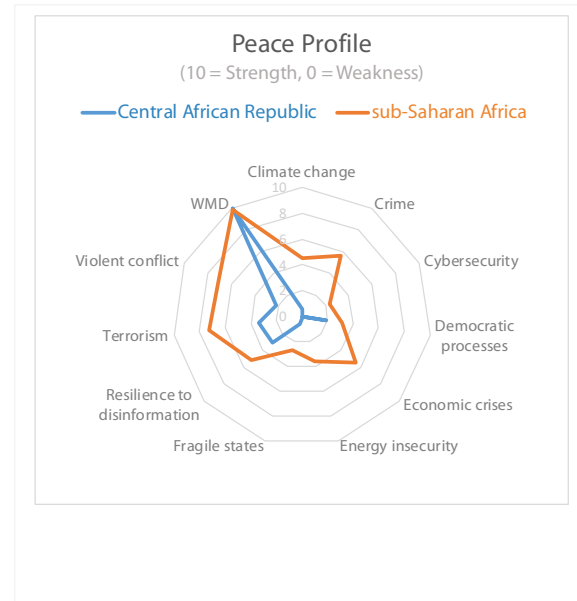 Peace Profile
(10 = Strength, 0 = Weakness)
Central African Republic
sub-Saharan Africa
Climate change
10
8
6
4
2
0
Crime
Cybersecurity
Democratic
processes
Economic crises
Energy insecurity
Fragile states
Resilience to
disinformation
Terrorism
Violent conflict
WMD